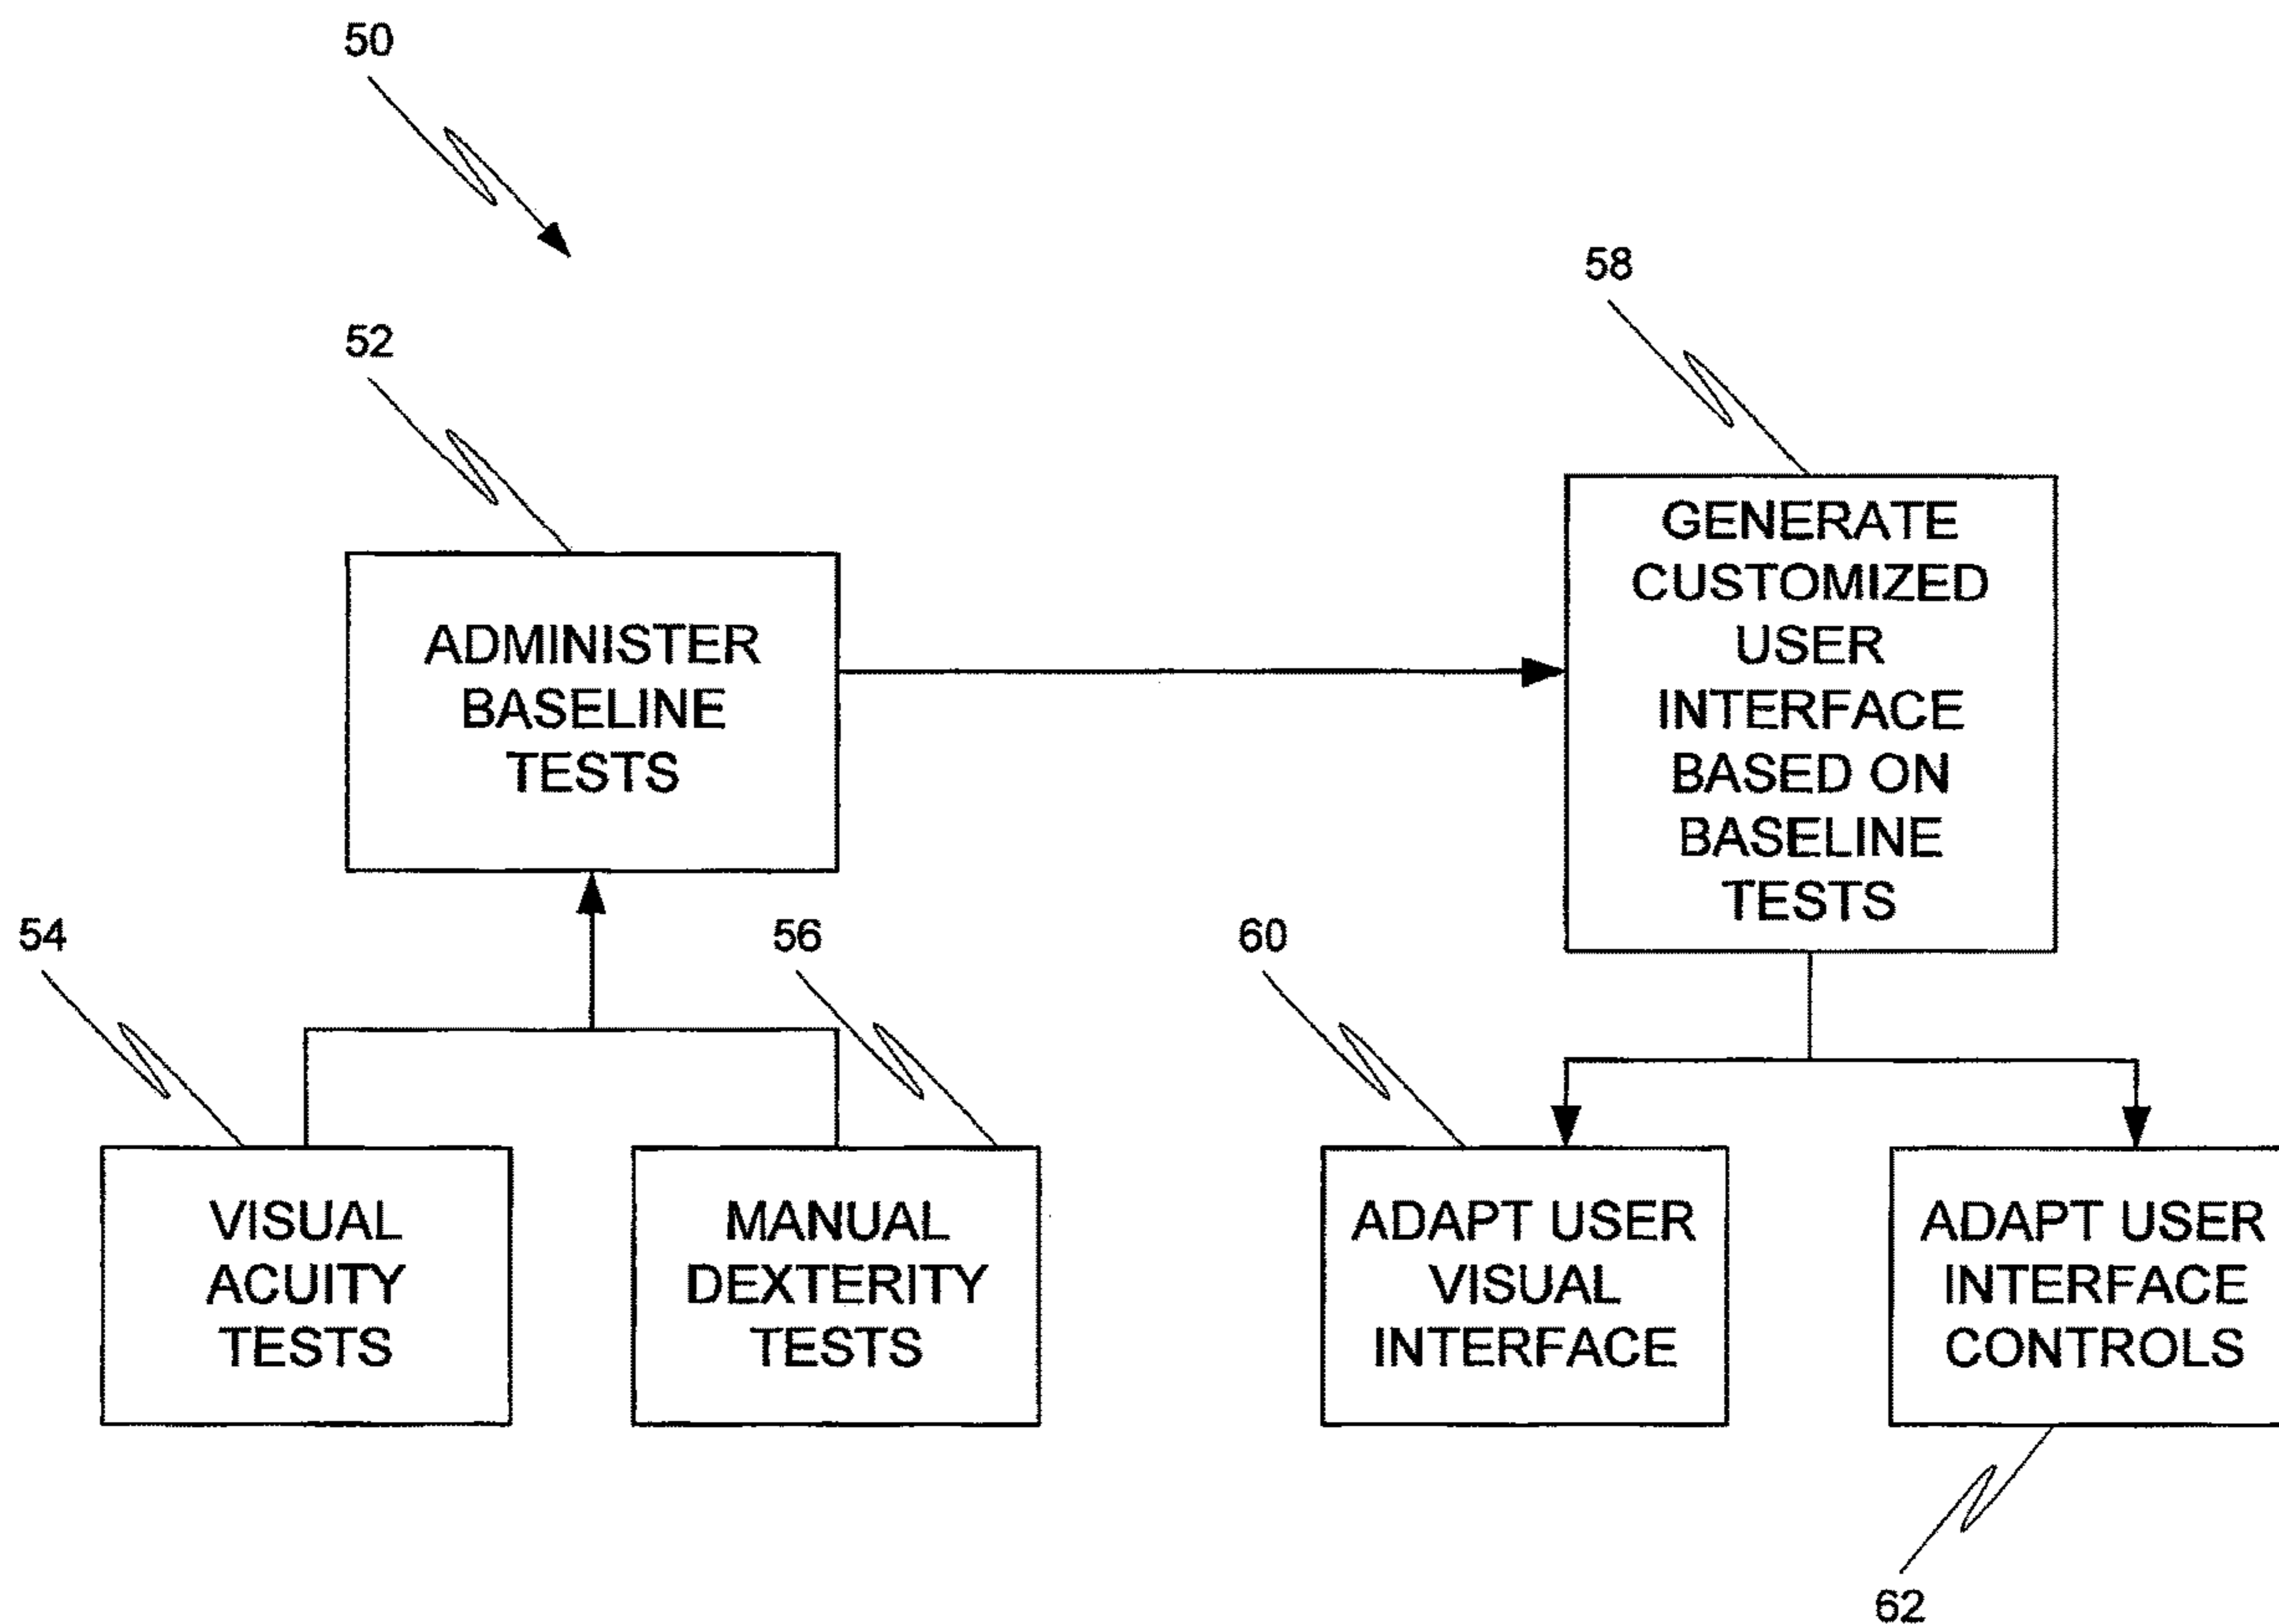 50
58
52
GENERATE
CUSTOMIZED
USER
INTERFACE
BASED ON
BASELINE
TESTS
ADMINISTER
BASELINE
TESTS
54
56
60
VISUAL
ACUITY
TESTS
MANUAL
DEXTERITY
TESTS
ADAPT USER
VISUAL
INTERFACE
ADAPT USER
INTERFACE
CONTROLS
62